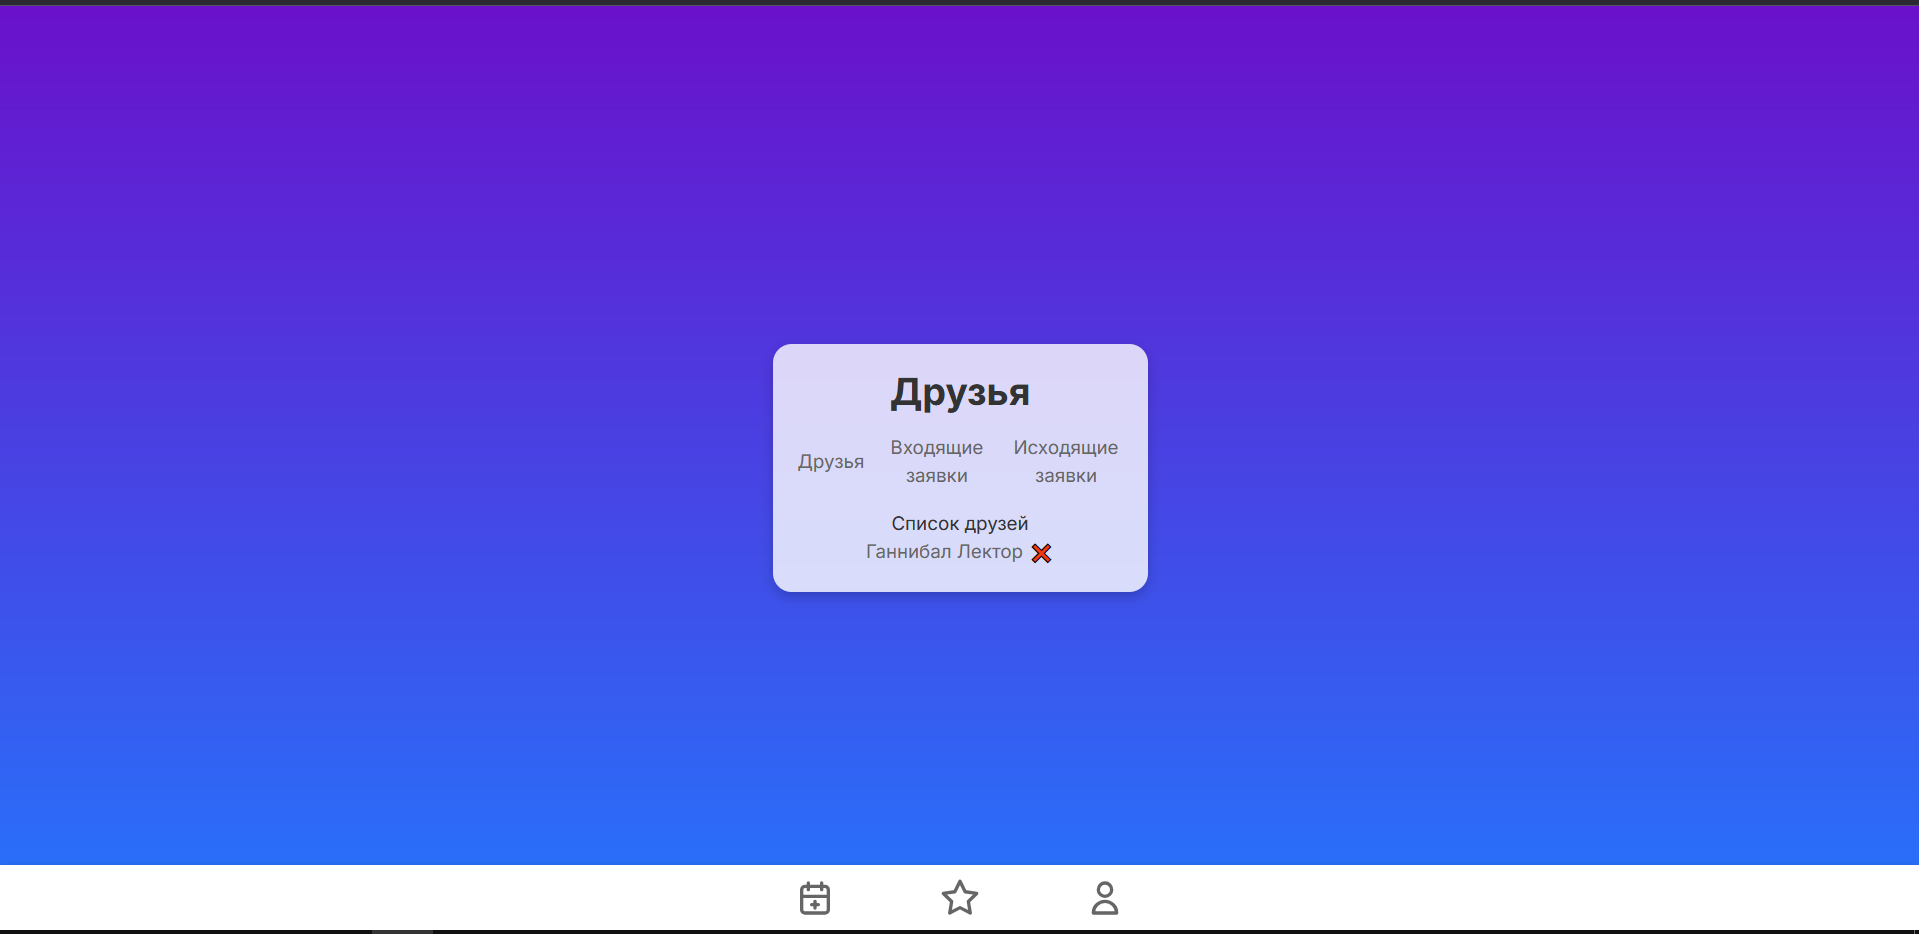 Друзья
Друзья
Входящие
заявки
Исходящие
заявки
Список друзей
Ганнибал Лектор